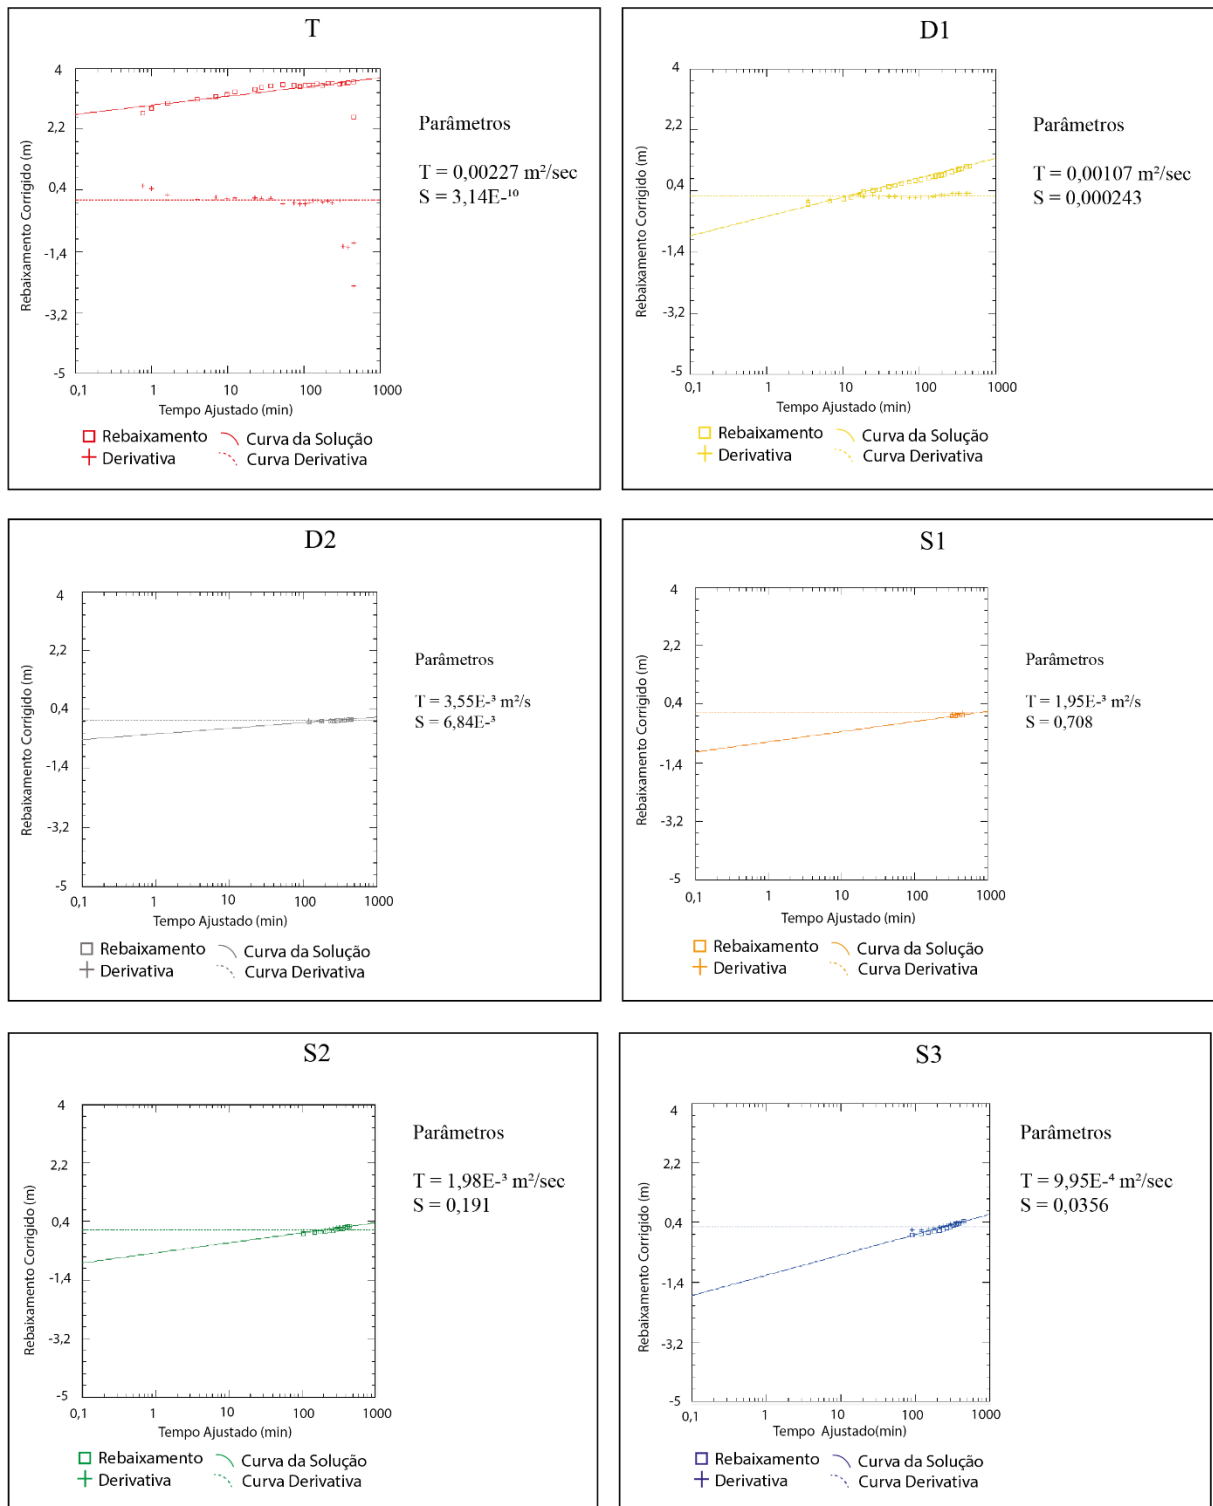 T
4
2,2
0,4
-1,4
-3,2
-5
0,1 1 10 100 1000
Rebaixamento Corrigido (m)
Tempo Ajustado (min)
Rebaixamento Curva da Solução
Derivativa Curva Derivativa
Parâmetros
T = 0,00227 m²/sec
S = 3,14E-¹⁰
D1
4
2,2
0,4
-1,4
-3,2
-5
0,1 1 10 100 1000
Rebaixamento Corrigido (m)
Tempo Ajustado (min)
Rebaixamento Curva da Solução
Derivativa Curva Derivativa
Parâmetros
T = 0,00107 m²/sec
S = 0,000243
D2
4
2,2
0,4
-1,4
-3,2
-5
0,1 1 10 100 1000
Rebaixamento Corrigido (m)
Tempo Ajustado (min)
Rebaixamento Curva da Solução
Derivativa Curva Derivativa
Parâmetros
T = 3,55E-³ m²/s
S = 6,84E-³
S1
4
2,2
0,4
-1,4
-3,2
-5
0,1 1 10 100 1000
Rebaixamento Corrigido (m)
Tempo Ajustado (min)
Rebaixamento Curva da Solução
Derivativa Curva Derivativa
Parâmetros
T = 1,95E-³ m²/s
S = 0,708
S2
4
2,2
0,4
-1,4
-3,2
-5
0,1 1 10 100 1000
Rebaixamento Corrigido (m)
Tempo Ajustado (min)
Rebaixamento Curva da Solução
Derivativa Curva Derivativa
Parâmetros
T = 1,98E-³ m²/sec
S = 0,191
S3
4
2,2
0,4
-1,4
-3,2
-5
0,1 1 10 100 1000
Rebaixamento Corrigido (m)
Tempo Ajustado(min)
Rebaixamento Curva da Solução
Derivativa Curva Derivativa
Parâmetros
T = 9,95E-⁴ m²/sec
S = 0,0356